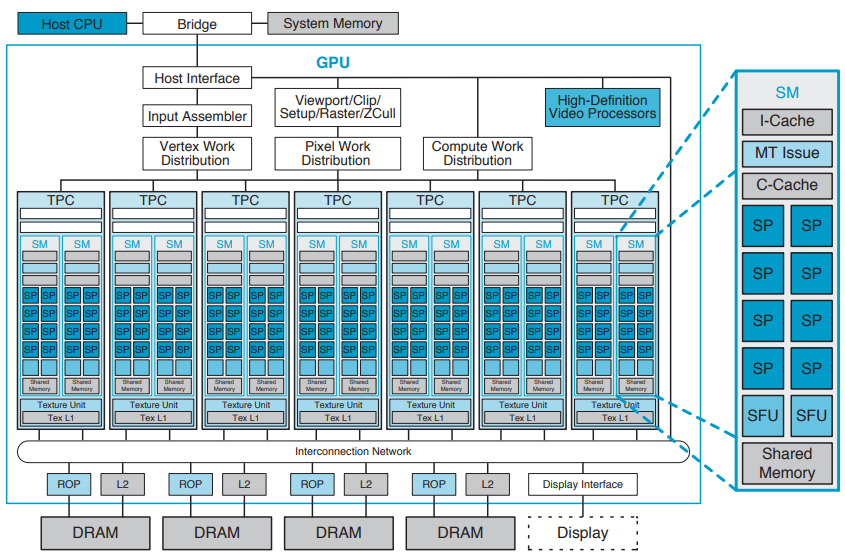 Host CPU
Bridge
System Memory
GPU
Host Interface
Input Assembler
Viewport/Clip/
Setup/Raster/ZCull
High-Definition
Video Processors
Vertex Work
Distribution
Pixel Work
Distribution
Compute Work
Distribution
TPC TPC TPC TPC TPC TPC TPC
SM SM SM SM SM SM SM SM SM SM SM SM SM SM
SP SP SP SP SP SP SP SP SP SP SP SP SP SP SP SP SP SP SP SP SP SP SP SP SP SP SP SP
SP SP SP SP SP SP SP SP SP SP SP SP SP SP SP SP SP SP SP SP SP SP SP SP SP SP SP SP
SP SP SP SP SP SP SP SP SP SP SP SP SP SP SP SP SP SP SP SP SP SP SP SP SP SP SP SP
SP SP SP SP SP SP SP SP SP SP SP SP SP SP SP SP SP SP SP SP SP SP SP SP SP SP SP SP
Shared Shared Shared Shared Shared Shared Shared Shared Shared Shared Shared Shared Shared Shared
Memory Memory Memory Memory Memory Memory Memory Memory Memory Memory Memory Memory Memory Memory
Texture Unit Texture Unit Texture Unit Texture Unit Texture Unit Texture Unit Texture Unit
Tex L1 Tex L1 Tex L1 Tex L1 Tex L1 Tex L1 Tex L1
Interconnection Network
ROP L2 ROP L2 ROP L2 ROP L2 Display Interface
DRAM DRAM DRAM DRAM Display
SM
I-Cache
MT Issue
C-Cache
SP SP
SP SP
SP SP
SP SP
SFU SFU
Shared
Memory